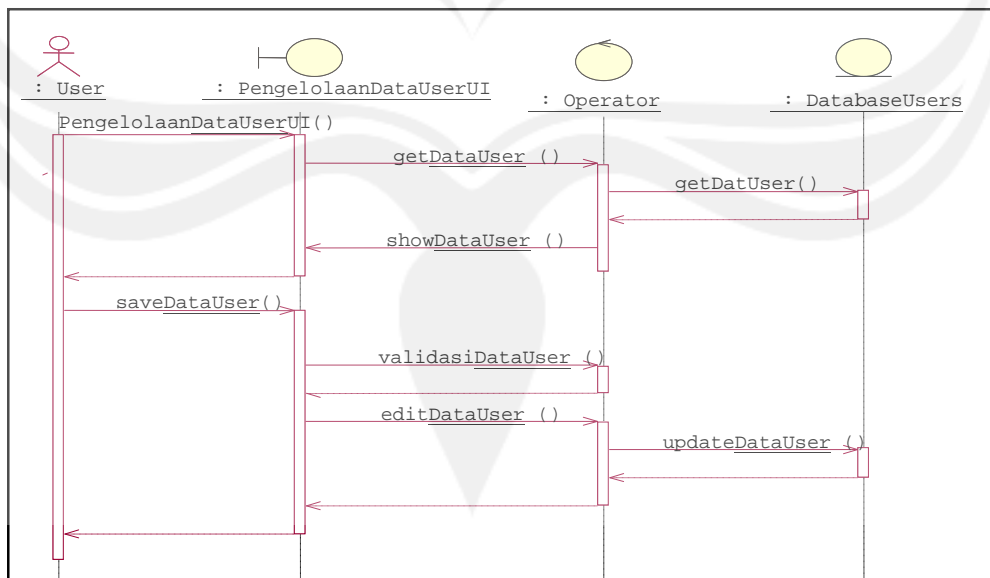 : User
: PengelolaanDataUserUI
: Operator
: DatabaseUsers
PengelolaanDataUserUI()
getDataUser ()
getDatUser()
showDataUser ()
saveDataUser()
validasiDataUser ()
editDataUser ()
updateDataUser ()